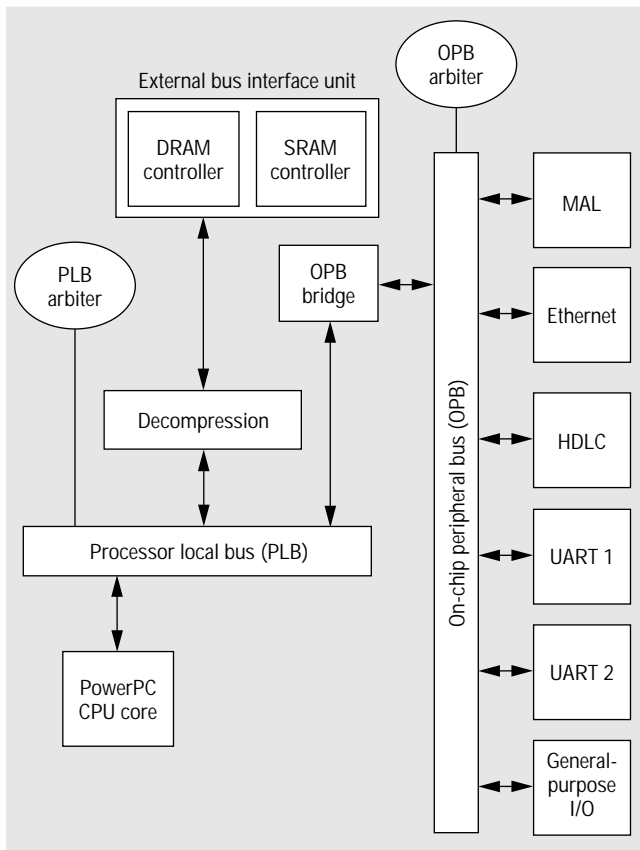 OPB
arbiter
External bus interface unit
DRAM
controller
SRAM
controller
MAL
PLB
arbiter
OPB
bridge
Ethernet
On-chip peripheral bus (OPB)
Decompression
HDLC
Processor local bus (PLB)
UART 1
PowerPC
CPU core
UART 2
General-
purpose
I/O